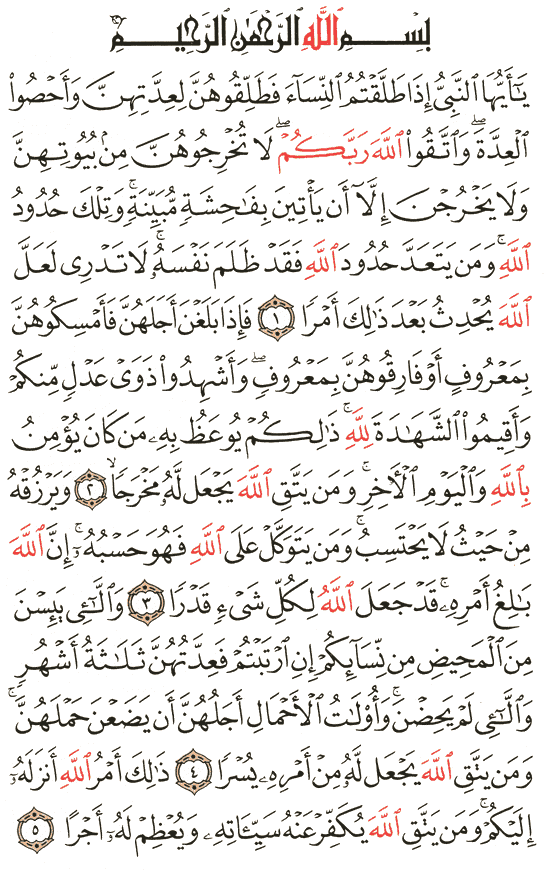 بِسْمِ ٱللَّهِ ٱلرَّحْمَٰنِ ٱلرَّحِيمِ
يَٰٓأَيُّهَا ٱلنَّبِىُّ إِذَا طَلَّقْتُمُ ٱلنِّسَآءَ فَطَلِّقُوهُنَّ لِعِدَّتِهِنَّ وَأَحْصُوا۟
ٱلْعِدَّةَ ۖ وَٱتَّقُوا۟ ٱللَّهَ رَبَّكُمْ ۖ لَا تُخْرِجُوهُنَّ مِنۢ بُيُوتِهِنَّ
وَلَا يَخْرُجْنَ إِلَّآ أَن يَأْتِينَ بِفَٰحِشَةٍ مُّبَيِّنَةٍ ۚ وَتِلْكَ حُدُودُ
ٱللَّهِ ۚ وَمَن يَتَعَدَّ حُدُودَ ٱللَّهِ فَقَدْ ظَلَمَ نَفْسَهُۥ ۚ لَا تَدْرِى لَعَلَّ
ٱللَّهَ يُحْدِثُ بَعْدَ ذَٰلِكَ أَمْرًا ١ فَإِذَا بَلَغْنَ أَجَلَهُنَّ فَأَمْسِكُوهُنَّ
بِمَعْرُوفٍ أَوْ فَارِقُوهُنَّ بِمَعْرُوفٍ ۖ وَأَشْهِدُوا۟ ذَوَىْ عَدْلٍ مِّنكُمْ
وَأَقِيمُوا۟ ٱلشَّهَٰدَةَ لِلَّهِ ۚ ذَٰلِكُمْ يُوعَظُ بِهِۦ مَن كَانَ يُؤْمِنُ
بِٱللَّهِ وَٱلْيَوْمِ ٱلْءَاخِرِ ۚ وَمَن يَتَّقِ ٱللَّهَ يَجْعَل لَّهُۥ مَخْرَجًا ۙ ٢ وَيَرْزُقْهُ
مِنْ حَيْثُ لَا يَحْتَسِبُ ۚ وَمَن يَتَوَكَّلْ عَلَى ٱللَّهِ فَهُوَ حَسْبُهُۥٓ ۚ إِنَّ ٱللَّهَ
بَٰلِغُ أَمْرِهِۦ ۚ قَدْ جَعَلَ ٱللَّهُ لِكُلِّ شَىْءٍ قَدْرًا ٣ وَٱلَّٰٓـِٔى يَئِسْنَ
مِنَ ٱلْمَحِيضِ مِن نِّسَآئِكُمْ إِنِ ٱرْتَبْتُمْ فَعِدَّتُهُنَّ ثَلَٰثَةُ أَشْهُرٍ
وَٱلَّٰٓـِٔى لَمْ يَحِضْنَ ۚ وَأُو۟لَٰتُ ٱلْأَحْمَالِ أَجَلُهُنَّ أَن يَضَعْنَ حَمْلَهُنَّ ۚ
وَمَن يَتَّقِ ٱللَّهَ يَجْعَل لَّهُۥ مِنْ أَمْرِهِۦ يُسْرًا ٤ ذَٰلِكَ أَمْرُ ٱللَّهِ أَنزَلَهُۥٓ
إِلَيْكُمْ ۚ وَمَن يَتَّقِ ٱللَّهَ يُكَفِّرْ عَنْهُ سَيِّـَٔاتِهِۦ وَيُعْظِمْ لَهُۥٓ أَجْرًا ٥